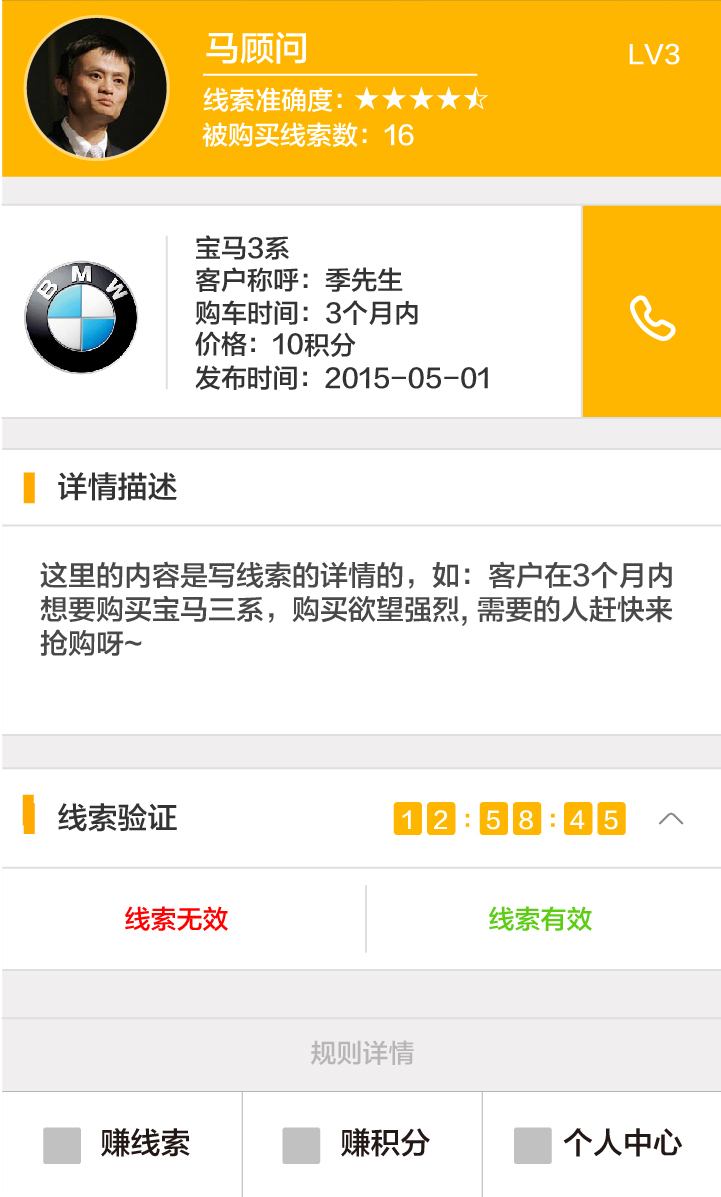 马顾问
LV3
线索准确度：★★★★⯪
被购买线索数：16
宝马3系
BMW
客户称呼：季先生
购车时间：3个月内
价格：10积分
发布时间：2015-05-01
详情描述
这里的内容是写线索的详情的，如：客户在3个月内
想要购买宝马三系，购买欲望强烈, 需要的人赶快来
抢购呀~
线索验证
12:58:45
线索无效
线索有效
规则详情
赚线索
赚积分
个人中心